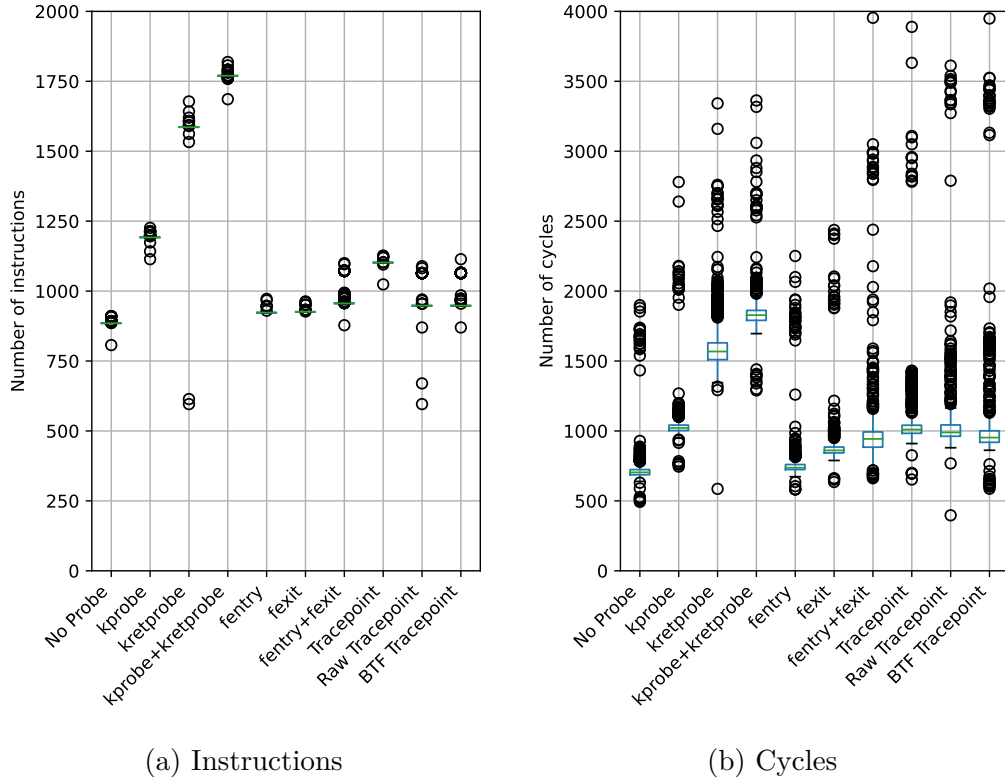 2000
1750
1500
1250
1000
750
500
250
0
Number of instructions
No Probe
kprobe
kretprobe
kprobe+kretprobe
fentry
fexit
fentry+fexit
Tracepoint
Raw Tracepoint
BTF Tracepoint
(a) Instructions
4000
3500
3000
2500
2000
1500
1000
500
0
Number of cycles
No Probe
kprobe
kretprobe
kprobe+kretprobe
fentry
fexit
fentry+fexit
Tracepoint
Raw Tracepoint
BTF Tracepoint
(b) Cycles